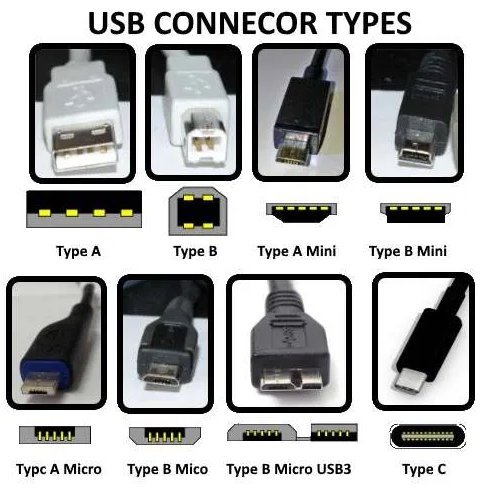 USB CONNECOR TYPES
Type A
Type B
Type A Mini
Type B Mini
Typc A Micro
Type B Mico
Type B Micro USB3
Type C